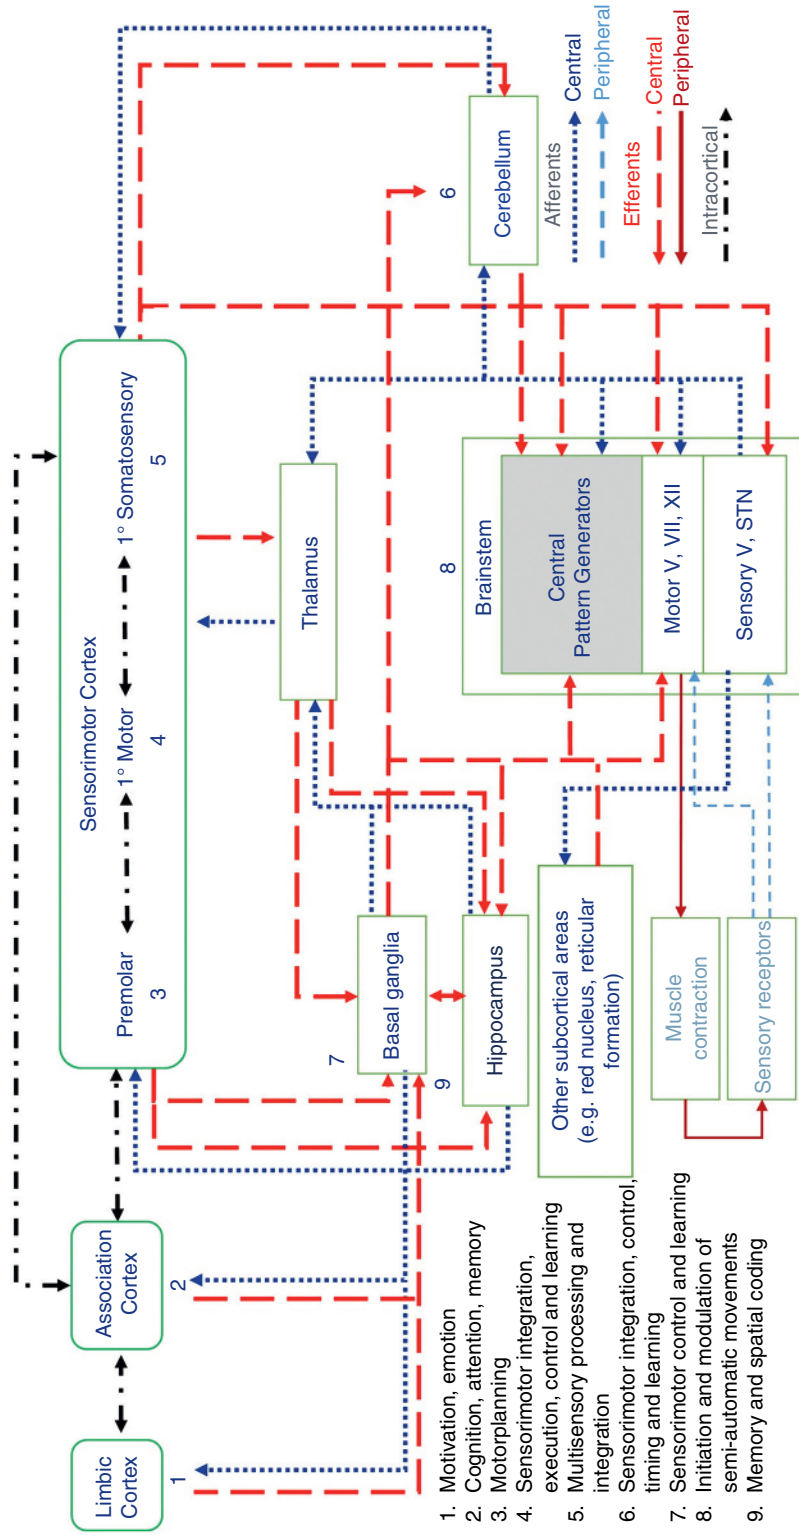 Limbic
Cortex
1
Association
Cortex
2
Sensorimotor Cortex
Premolar
1° Motor
1° Somatosensory
3
4
5
Thalamus
7
Basal ganglia
9
Hippocampus
Other subcortical areas
(e.g. red nucleus, reticular
formation)
Muscle
contraction
Sensory receptors
8
Brainstem
Central
Pattern Generators
Motor V, VII, XII
Sensory V, STN
6
Cerebellum
Afferents
Central
Peripheral
Efferents
Central
Peripheral
Intracortical
1. Motivation, emotion
2. Cognition, attention, memory
3. Motorplanning
4. Sensorimotor integration,
execution, control and learning
5. Multisensory processing and
integration
6. Sensorimotor integration, control,
timing and learning
7. Sensorimotor control and learning
8. Initiation and modulation of
semi-automatic movements
9. Memory and spatial coding